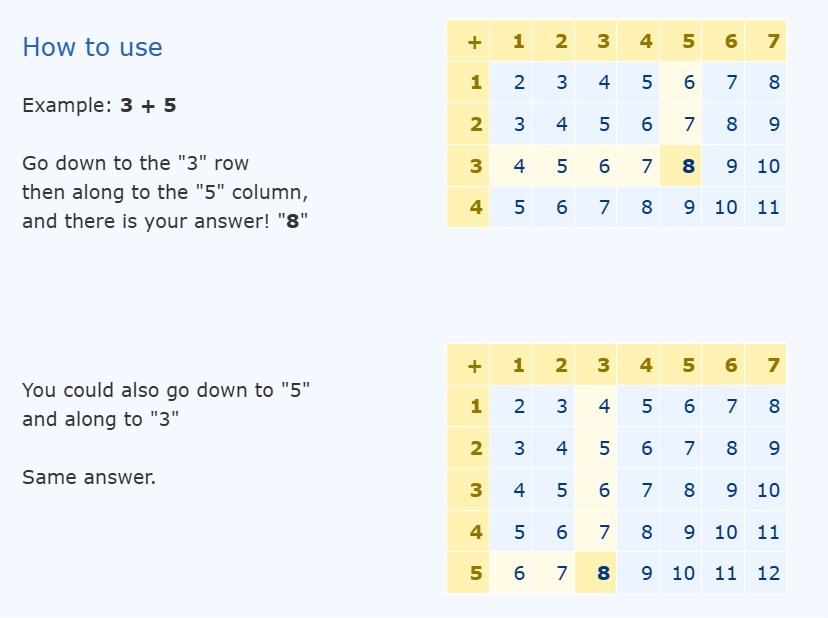 How to use
Example: 3 + 5
Go down to the "3" row
then along to the "5" column,
and there is your answer! "8"
+ 1 2 3 4 5 6 7
1 2 3 4 5 6 7 8
2 3 4 5 6 7 8 9
3 4 5 6 7 8 9 10
4 5 6 7 8 9 10 11
You could also go down to "5"
and along to "3"
Same answer.
+ 1 2 3 4 5 6 7
1 2 3 4 5 6 7 8
2 3 4 5 6 7 8 9
3 4 5 6 7 8 9 10
4 5 6 7 8 9 10 11
5 6 7 8 9 10 11 12